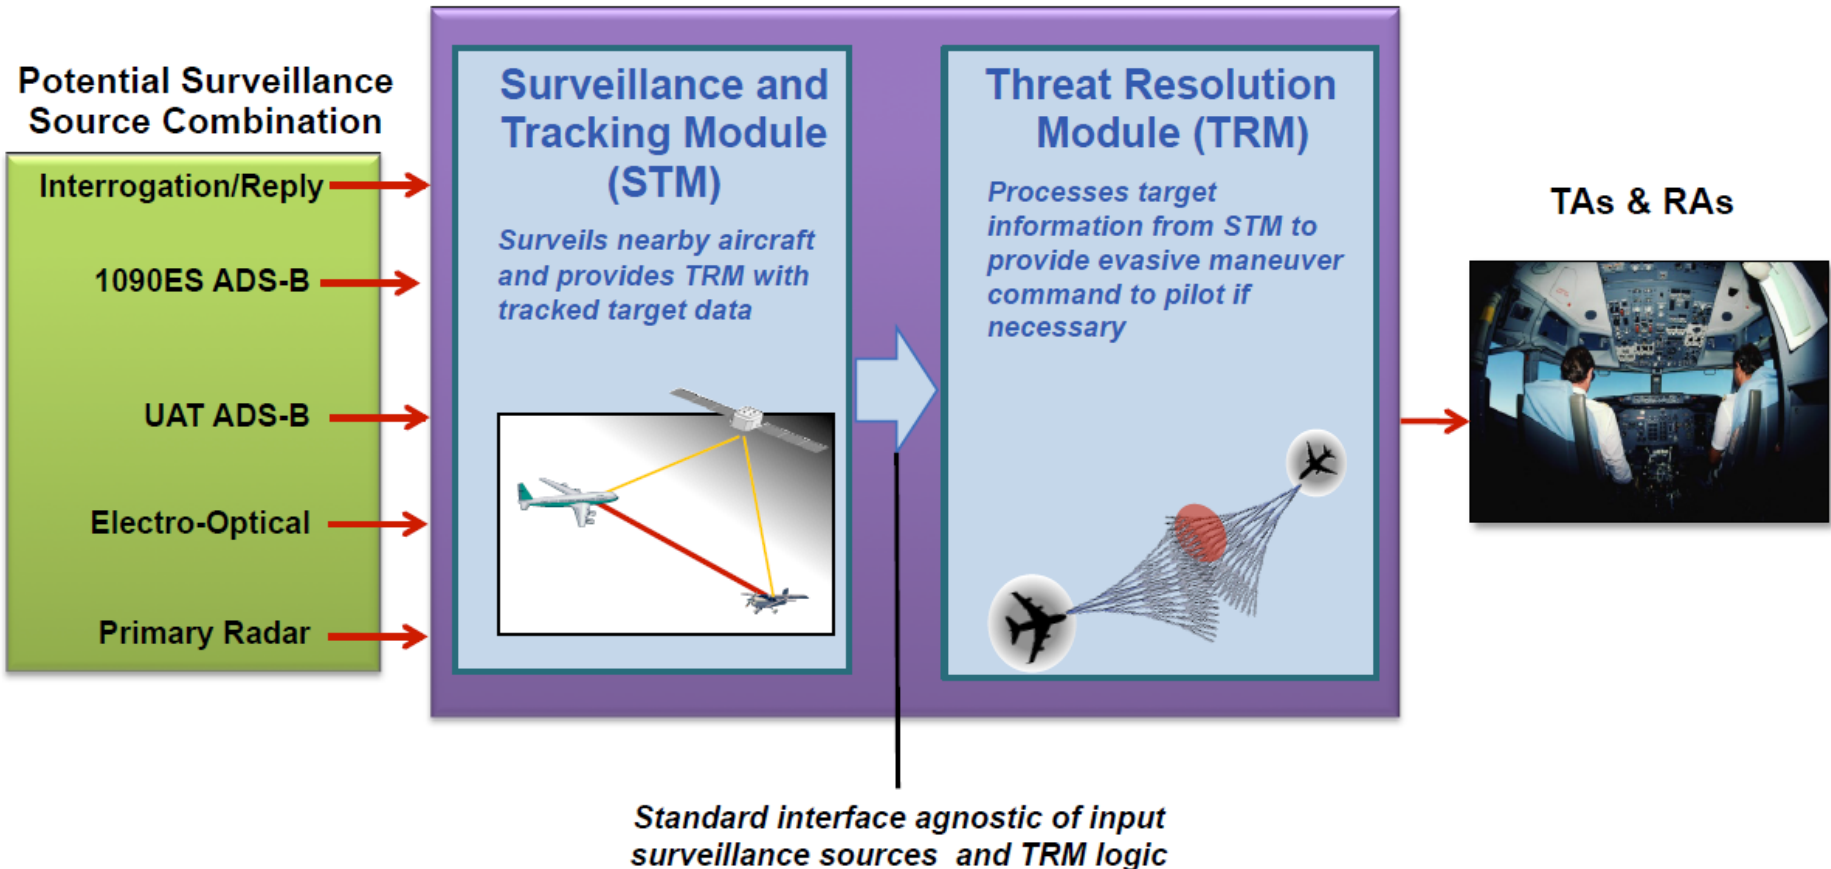 Potential Surveillance
Source Combination
Interrogation/Reply
1090ES ADS-B
UAT ADS-B
Electro-Optical
Primary Radar
Surveillance and
Tracking Module
(STM)
Surveils nearby aircraft
and provides TRM with
tracked target data
Threat Resolution
Module (TRM)
Processes target
information from STM to
provide evasive maneuver
command to pilot if
necessary
TAs & RAs
Standard interface agnostic of input
surveillance sources and TRM logic